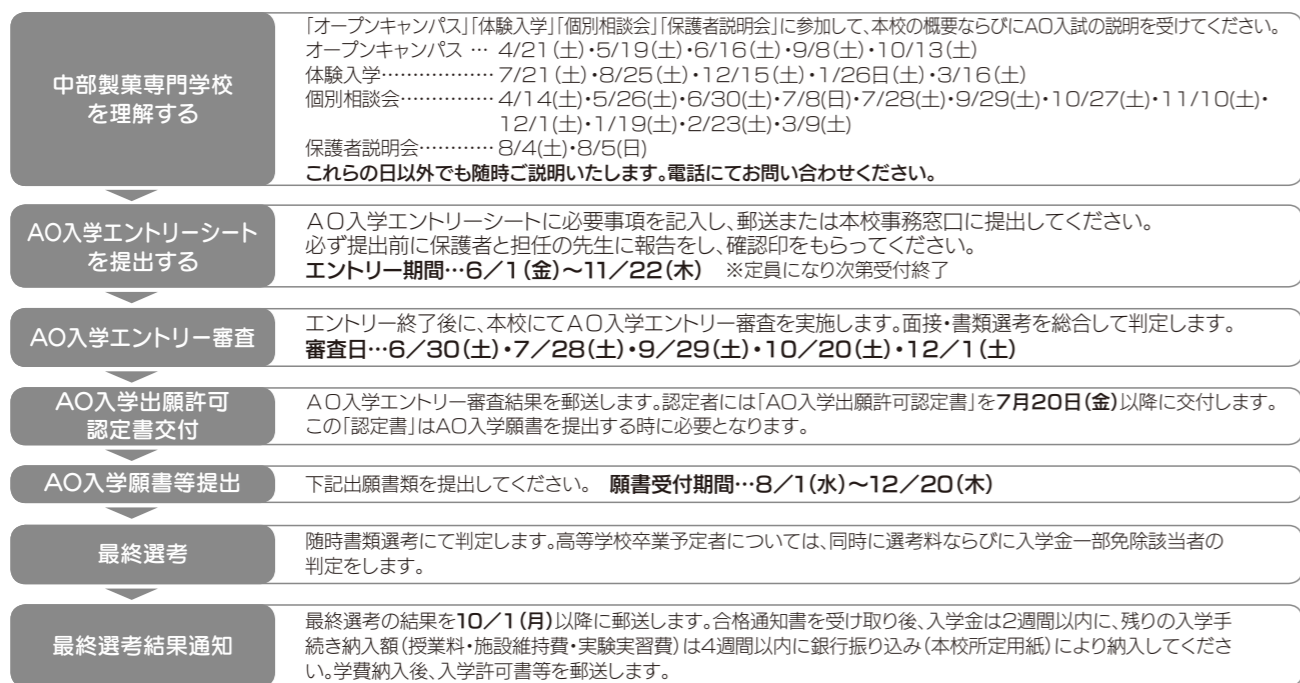 中部製菓専門学校
を理解する
「オープンキャンパス」「体験入学」「個別相談会」「保護者説明会」に参加して、本校の概要ならびにAO入試の説明を受けてください。
オープンキャンパス … 4/21(土)・5/19(土)・6/16(土)・9/8(土)・10/13(土)
体験入学……………… 7/21(土)・8/25(土)・12/15(土)・1/26日(土)・3/16(土)
個別相談会…………… 4/14(土)・5/26(土)・6/30(土)・7/8(日)・7/28(土)・9/29(土)・10/27(土)・11/10(土)・
12/1(土)・1/19(土)・2/23(土)・3/9(土)
保護者説明会………… 8/4(土)・8/5(日)
これらの日以外でも随時ご説明いたします。電話にてお問い合わせください。
AO入学エントリーシート
を提出する
AO入学エントリーシートに必要事項を記入し、郵送または本校事務窓口に提出してください。
必ず提出前に保護者と担任の先生に報告をし、確認印をもらってください。
エントリー期間…6/1(金)〜11/22(木) ※定員になり次第受付終了
AO入学エントリー審査
エントリー終了後に、本校にてAO入学エントリー審査を実施します。面接・書類選考を総合して判定します。
審査日…6/30(土)・7/28(土)・9/29(土)・10/20(土)・12/1(土)
AO入学出願許可
認定書交付
AO入学エントリー審査結果を郵送します。認定者には「AO入学出願許可認定書」を7月20日(金)以降に交付します。
この「認定書」はAO入学願書を提出する時に必要となります。
AO入学願書等提出
下記出願書類を提出してください。 願書受付期間…8/1(水)〜12/20(木)
最終選考
随時書類選考にて判定します。高等学校卒業予定者については、同時に選考料ならびに入学金一部免除該当者の
判定をします。
最終選考結果通知
最終選考の結果を10/1(月)以降に郵送します。合格通知書を受け取り後、入学金は2週間以内に、残りの入学手
続き納入額(授業料・施設維持費・実験実習費)は4週間以内に銀行振り込み(本校所定用紙)により納入してくださ
い。学費納入後、入学許可書等を郵送します。